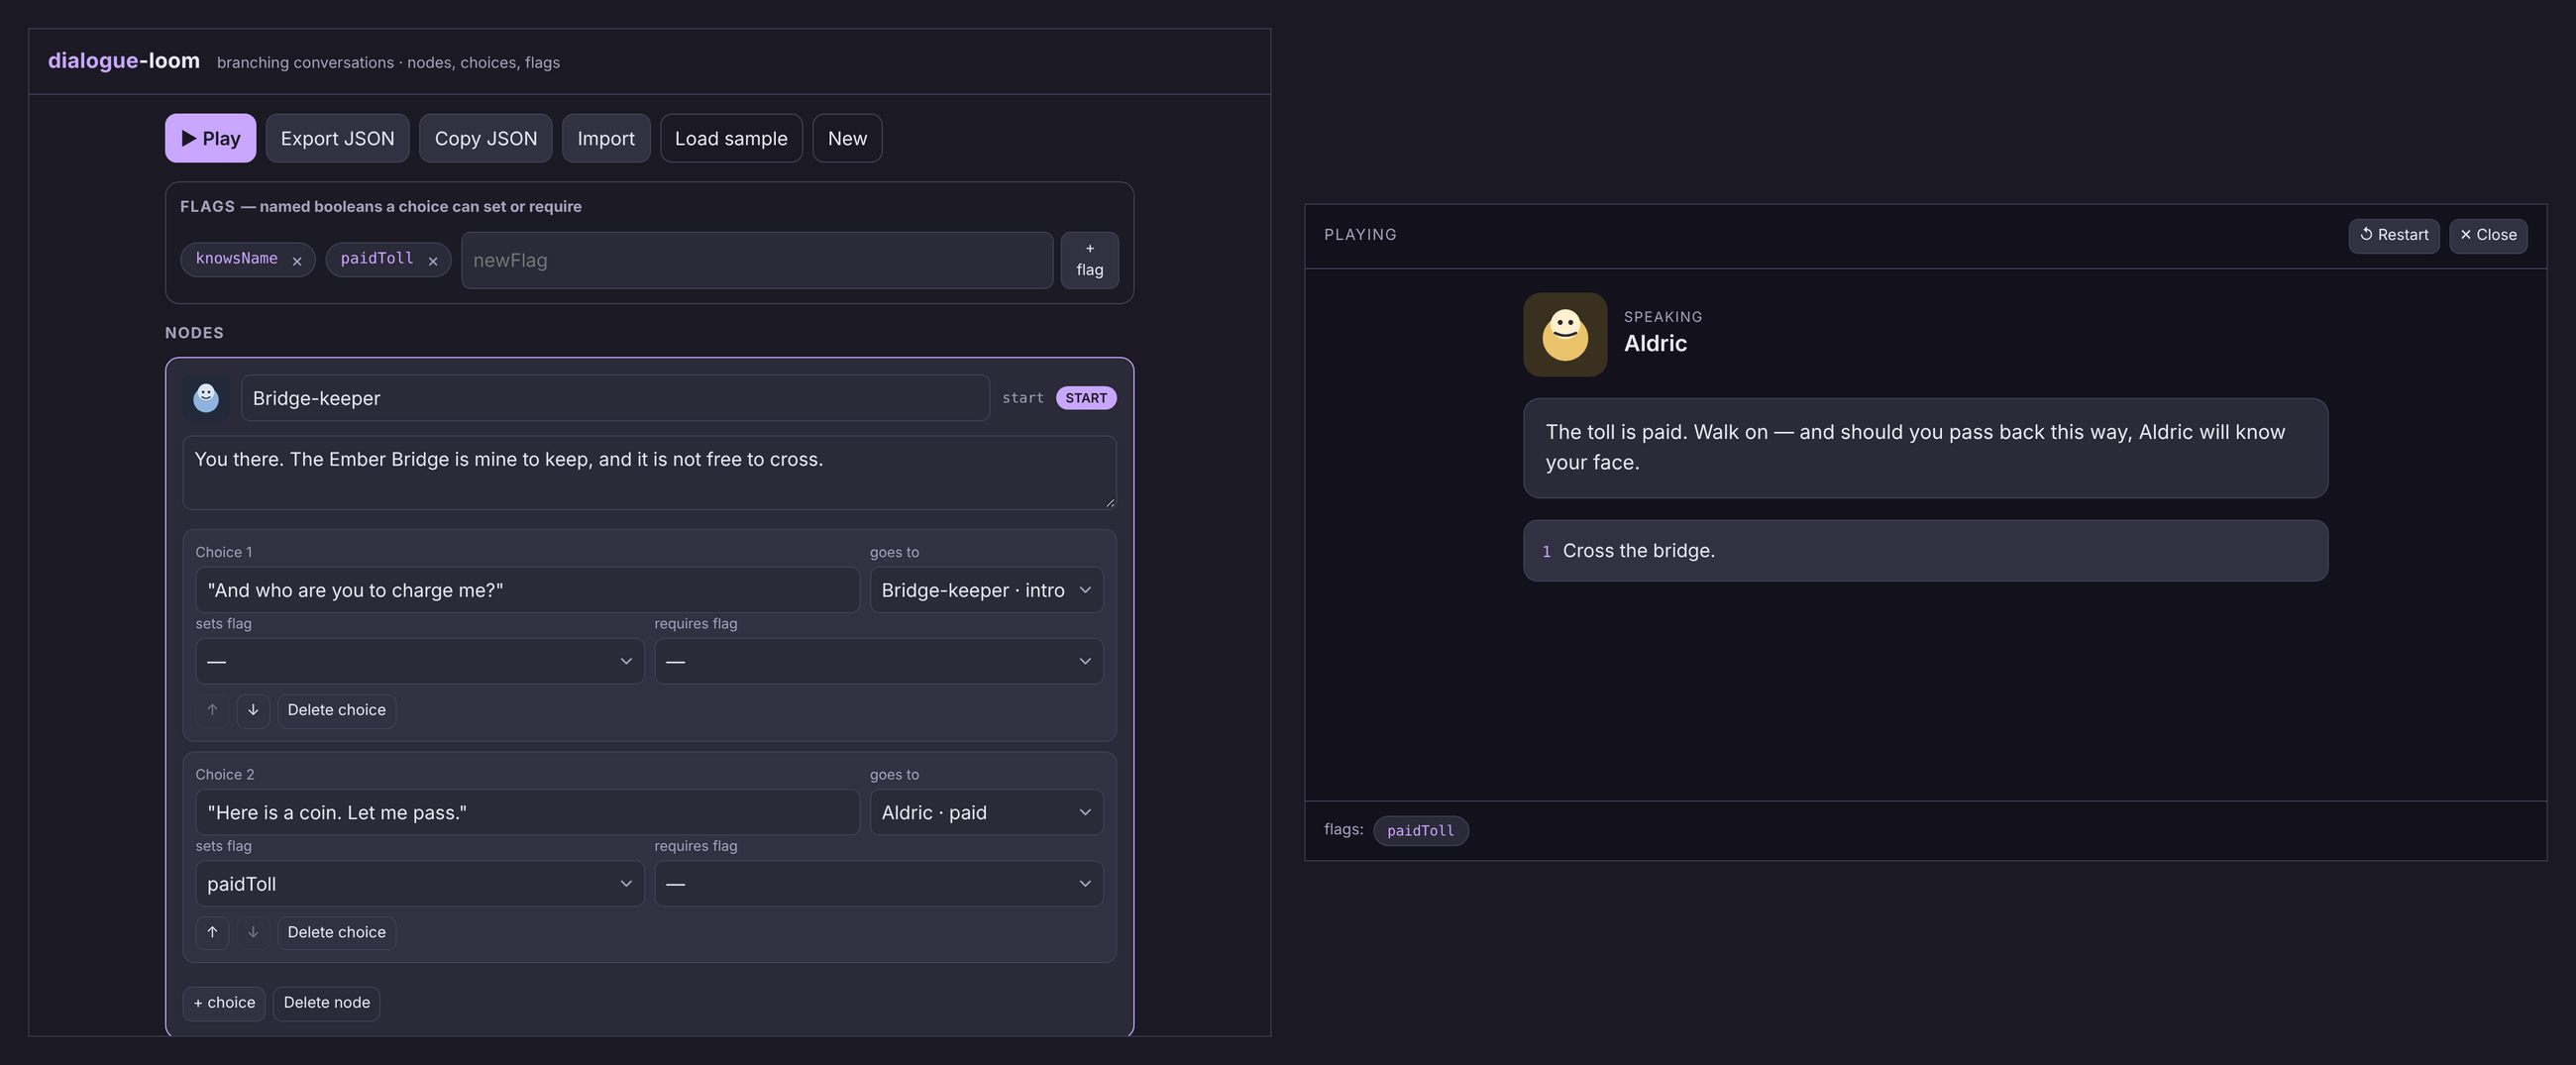 dialogue-loom branching conversations · nodes, choices, flags
▶ Play Export JSON Copy JSON Import Load sample New
FLAGS — named booleans a choice can set or require
knowsName × paidToll × newFlag + flag
NODES
Bridge-keeper start START
You there. The Ember Bridge is mine to keep, and it is not free to cross.
Choice 1 goes to
"And who are you to charge me?" Bridge-keeper · intro
sets flag requires flag
— —
↑ ↓ Delete choice
Choice 2 goes to
"Here is a coin. Let me pass." Aldric · paid
sets flag requires flag
paidToll —
↑ ↓ Delete choice
+ choice Delete node
PLAYING ↺ Restart ✕ Close
SPEAKING
Aldric
The toll is paid. Walk on — and should you pass back this way, Aldric will know
your face.
1 Cross the bridge.
flags: paidToll